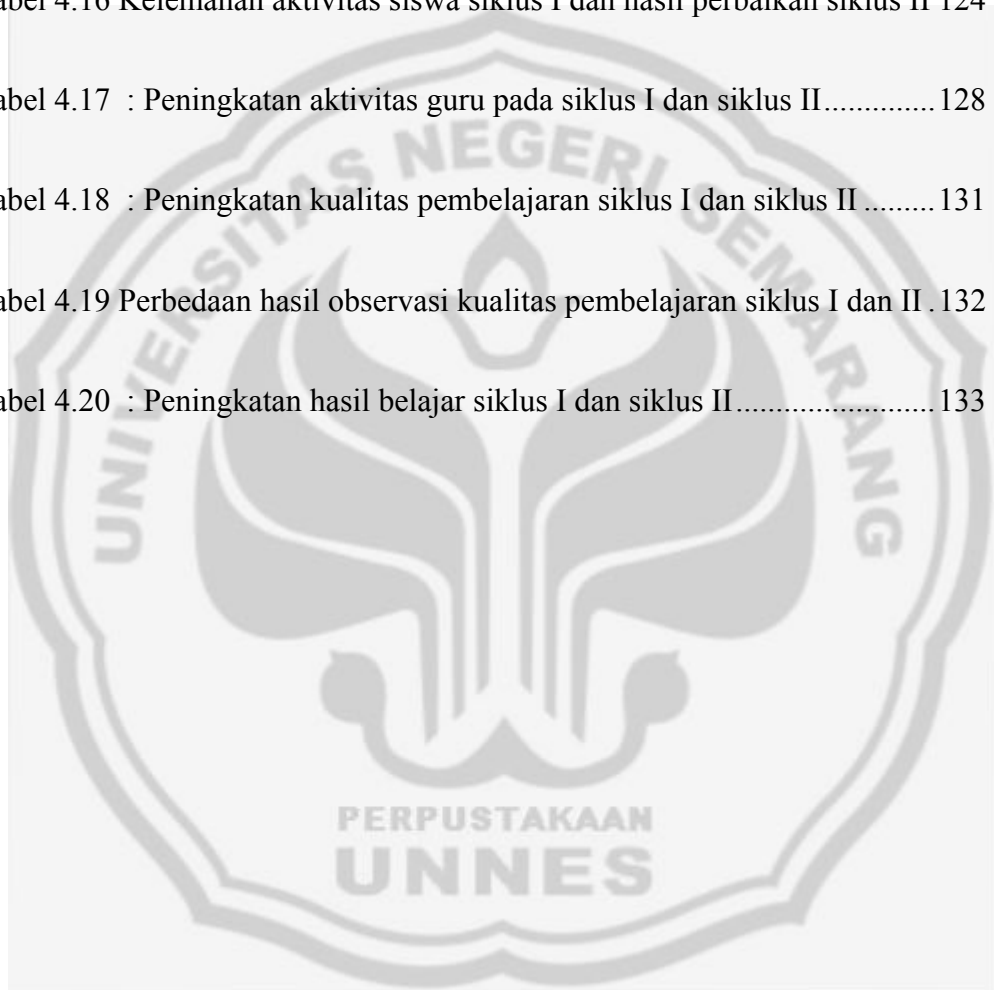 abel 4.16 Kelemahan aktivitas siswa siklus I dan hasil perbaikan siklus II 124
abel 4.17 : Peningkatan aktivitas guru pada siklus I dan siklus II..............128
abel 4.18 : Peningkatan kualitas pembelajaran siklus I dan siklus II .........131
abel 4.19 Perbedaan hasil observasi kualitas pembelajaran siklus I dan II .132
abel 4.20 : Peningkatan hasil belajar siklus I dan siklus II.......................133
UNIVERSITAS NEGERI SEMARANG
PERPUSTAKAAN
UNNES